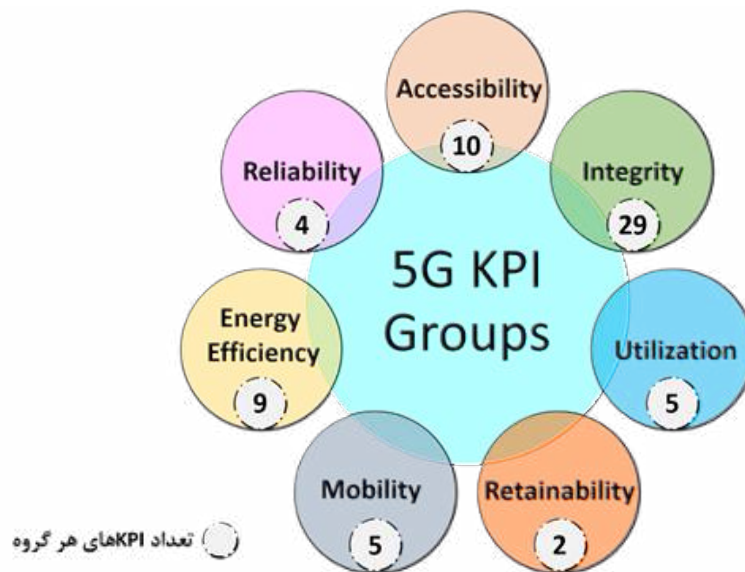 5G KPI
Groups
Accessibility
10
Integrity
29
Utilization
5
Retainability
2
Mobility
5
Energy
Efficiency
9
Reliability
4
تعداد KPIهای هر گروه